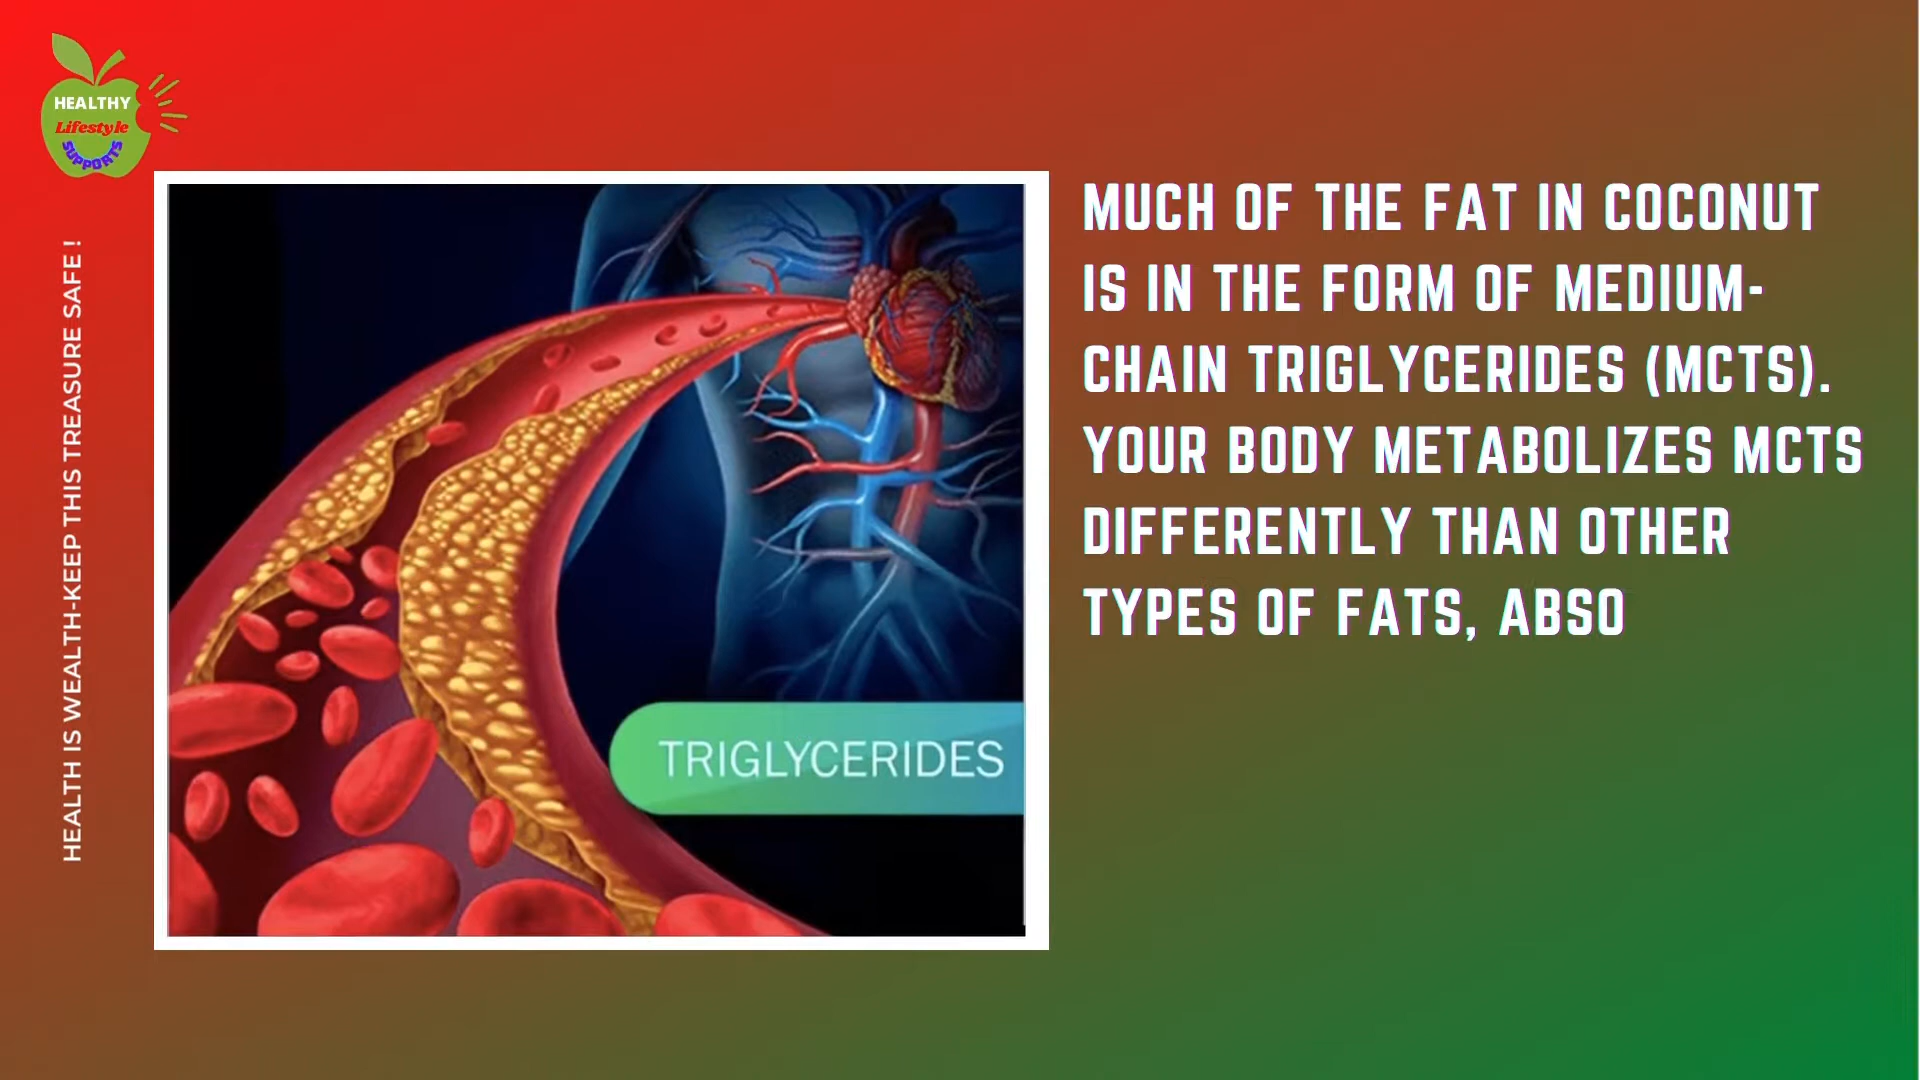 HEALTHY
Lifestyle
SUPPORTS
HEALTH IS WEALTH-KEEP THIS TREASURE SAFE !
TRIGLYCERIDES
MUCH OF THE FAT IN COCONUT
IS IN THE FORM OF MEDIUM-
CHAIN TRIGLYCERIDES (MCTS).
YOUR BODY METABOLIZES MCTS
DIFFERENTLY THAN OTHER
TYPES OF FATS, ABSO